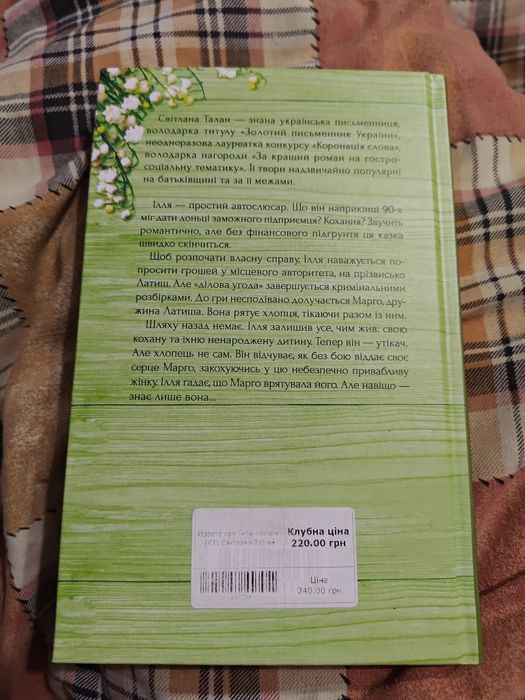 Світлана Талан — знана українська письменниця,
володарка титулу «Золотий письменник України»,
неодноразова лауреатка конкурсу «Коронація слова»,
володарка нагороди «За кращий роман на гостро-
соціальну тематику». Її твори надзвичайно популярні
на батьківщині та за її межами.
Ілля — простий автослюсар. Що він наприкінці 90-х
міг дати доньці заможного підприємця? Кохання? Звучить
романтично, але без фінансового підґрунтя ця казка
швидко скінчиться.
Щоб розпочати власну справу, Ілля наважується по-
просити грошей у місцевого авторитета, на прізвисько
Латиш. Але «ділова угода» завершується кримінальними
розбірками. До гри несподівано долучається Марго, дру-
жина Латиша. Вона рятує хлопця, тікаючи разом із ним.
Шляху назад немає. Ілля залишив усе, чим жив: свою
кохану та їхню ненароджену дитину. Тепер він — утікач.
Але хлопець не сам. Він відчуває, як без бою віддає своє
серце Марго, закохуючись у цю небезпечно привабливу
жінку. Ілля гадає, що Марго врятувала його. Але навіщо —
знає лише вона...
Клубна ціна
220.00 грн
Ціна
240.00 грн